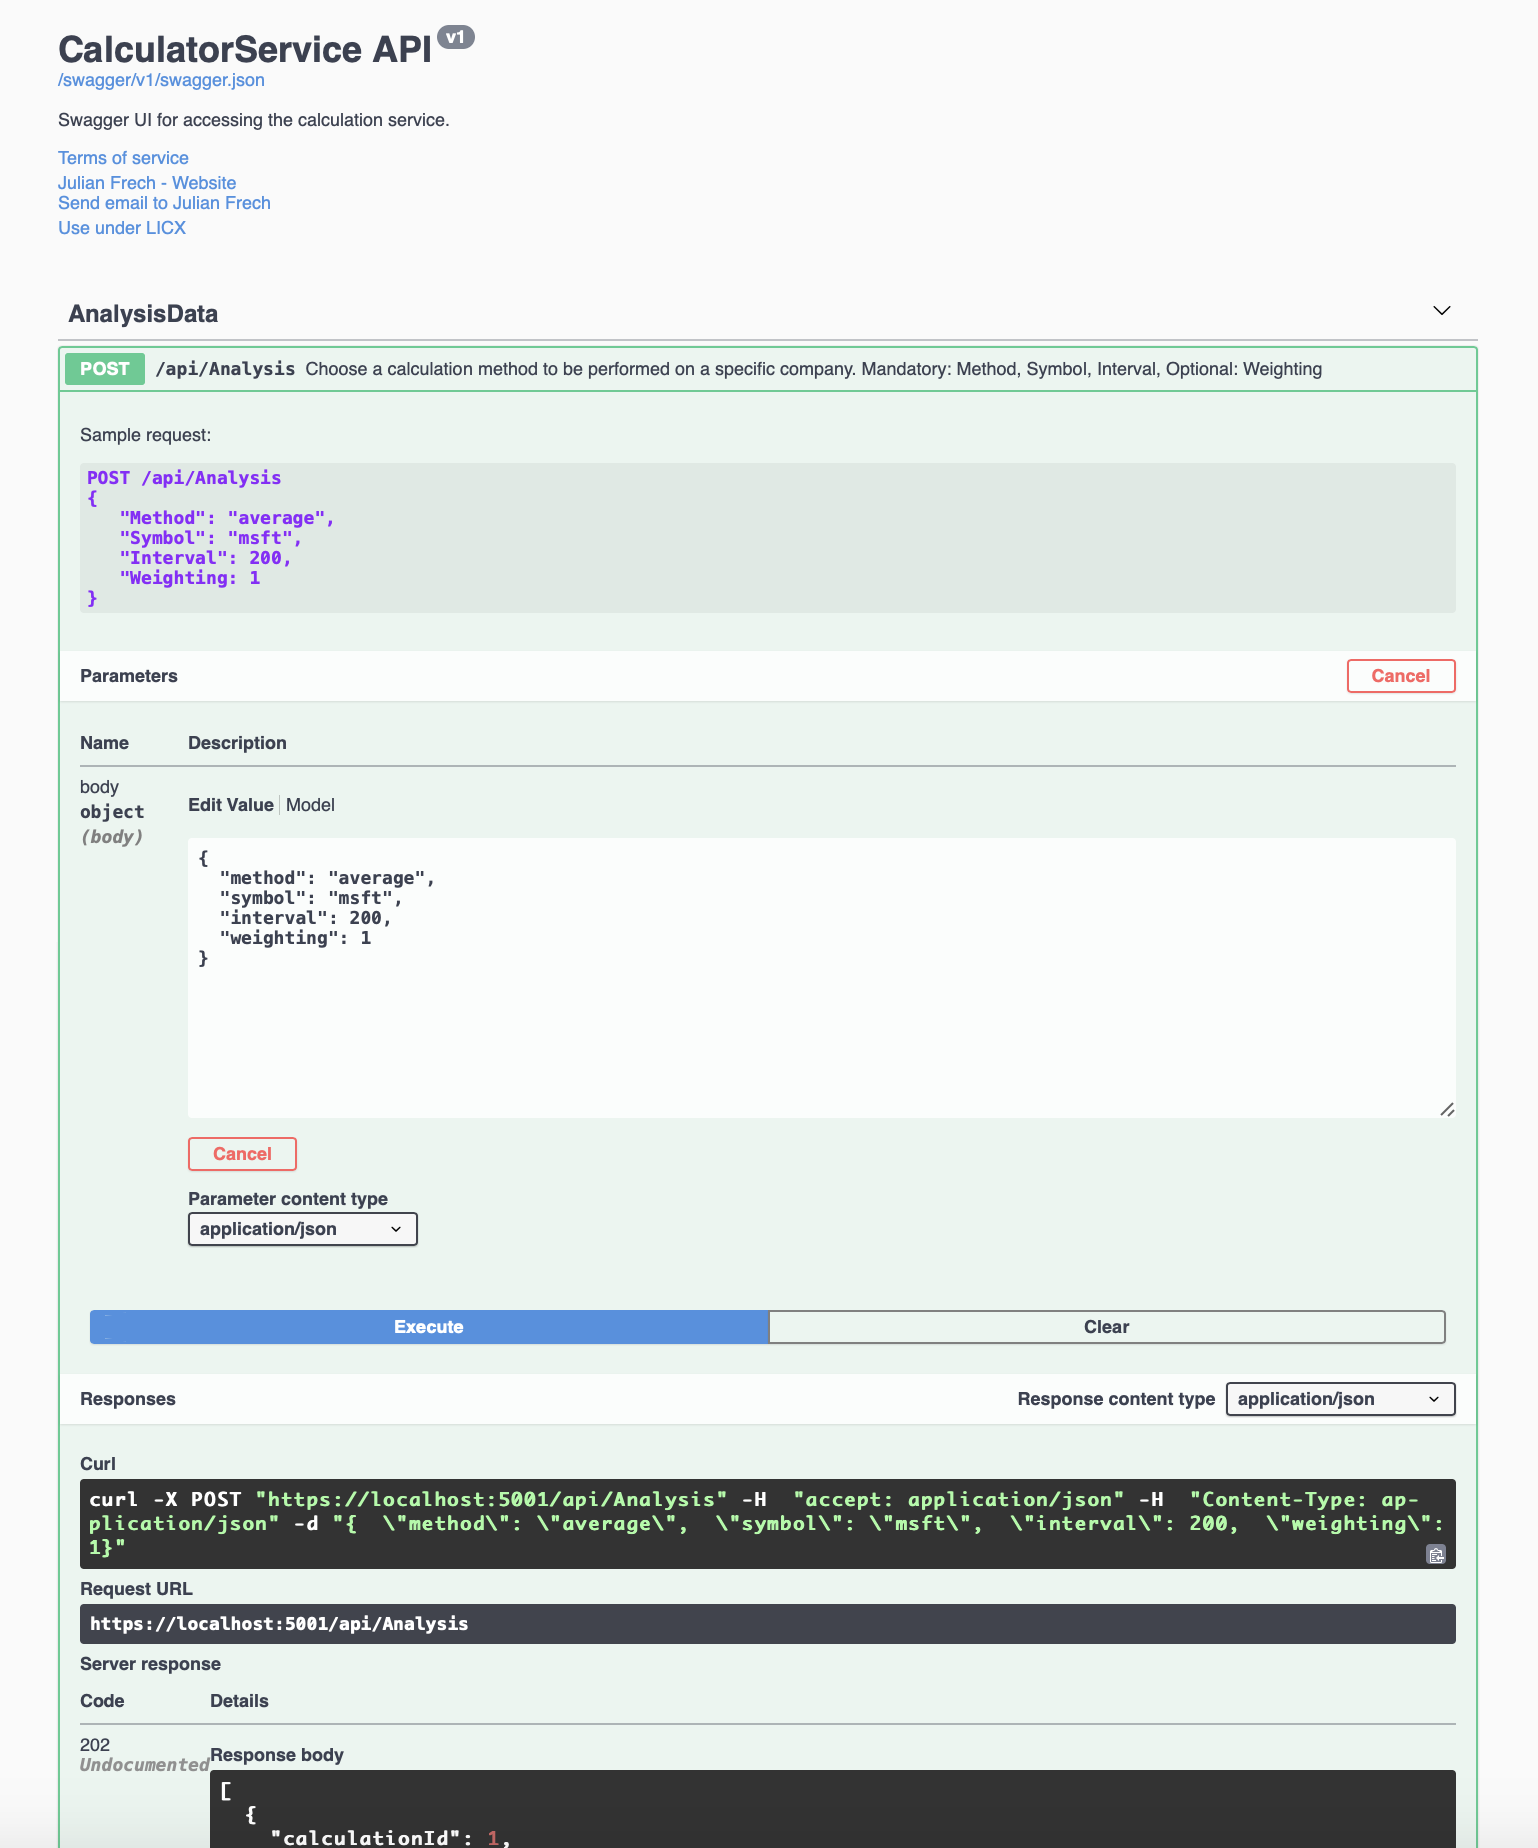 CalculatorService API v1
/swagger/v1/swagger.json
Swagger UI for accessing the calculation service.
Terms of service
Julian Frech - Website
Send email to Julian Frech
Use under LICX
AnalysisData
POST /api/Analysis Choose a calculation method to be performed on a specific company. Mandatory: Method, Symbol, Interval, Optional: Weighting
Sample request:
POST /api/Analysis
{
   "Method": "average",
   "Symbol": "msft",
   "Interval": 200,
   "Weighting: 1
}
Parameters Cancel
Name Description
body
object
(body)
Edit Value Model
{
  "method": "average",
  "symbol": "msft",
  "interval": 200,
  "weighting": 1
}
Cancel
Parameter content type
application/json
Execute Clear
Responses Response content type application/json
Curl
curl -X POST "https://localhost:5001/api/Analysis" -H  "accept: application/json" -H  "Content-Type: ap-
plication/json" -d "{  \"method\": \"average\",  \"symbol\": \"msft\",  \"interval\": 200,  \"weighting\":
1}"
Request URL
https://localhost:5001/api/Analysis
Server response
Code Details
202
Undocumented
Response body
[
  {
    "calculationId": 1,